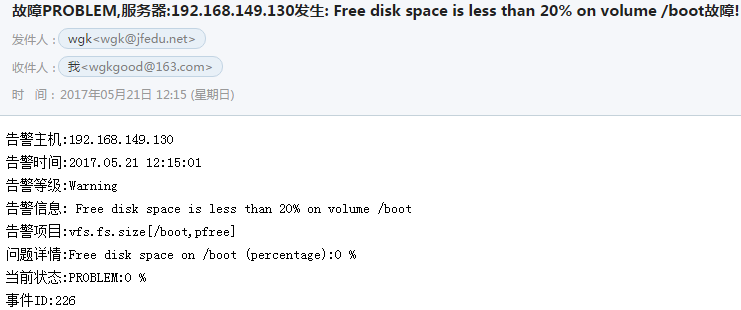 故障PROBLEM,服务器:192.168.149.130发生: Free disk space is less than 20% on volume /boot故障!
发件人：wgk<wgk@jfedu.net>
收件人：我<wgkgood@163.com>
时 间：2017年05月21日 12:15 (星期日)
告警主机:192.168.149.130
告警时间:2017.05.21 12:15:01
告警等级:Warning
告警信息: Free disk space is less than 20% on volume /boot
告警项目:vfs.fs.size[/boot,pfree]
问题详情:Free disk space on /boot (percentage):0 %
当前状态:PROBLEM:0 %
事件ID:226